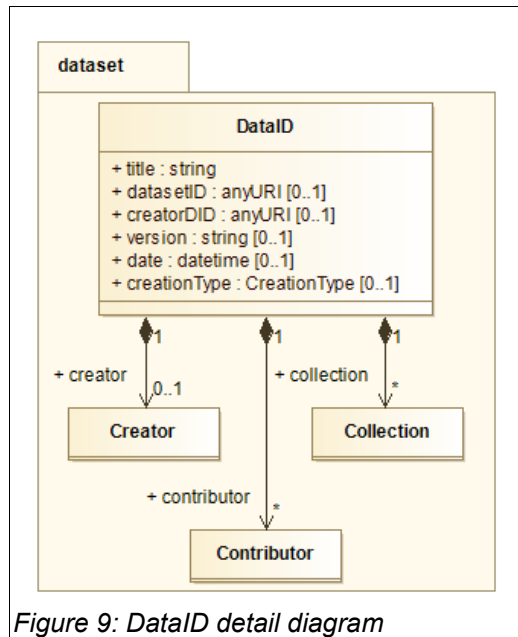 dataset
DataID
+ title : string
+ datasetID : anyURI [0..1]
+ creatorDID : anyURI [0..1]
+ version : string [0..1]
+ date : datetime [0..1]
+ creationType : CreationType [0..1]
1 1 1
+ creator + collection
0..1 *
Creator Collection
+ contributor *
Contributor
Figure 9: DataID detail diagram